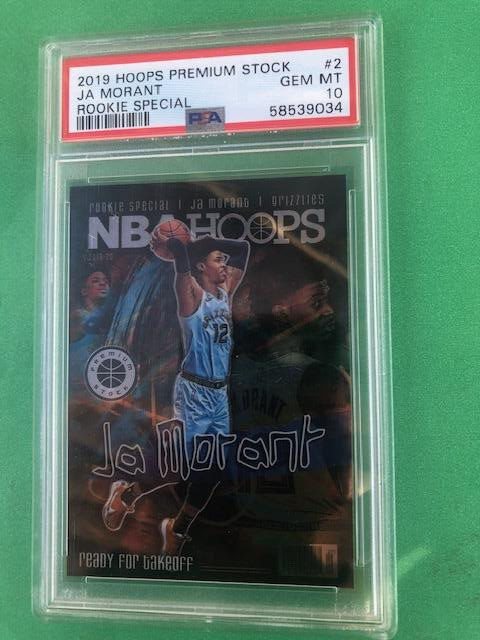 2019 HOOPS PREMIUM STOCK #2
JA MORANT GEM MT
ROOKIE SPECIAL 10
PSA
58539034
rookie special | ja morant | grizzlies
NBA HOOPS
12
PREMIUM
STOCK
MORANT
Ja Morant
ready for takeoff